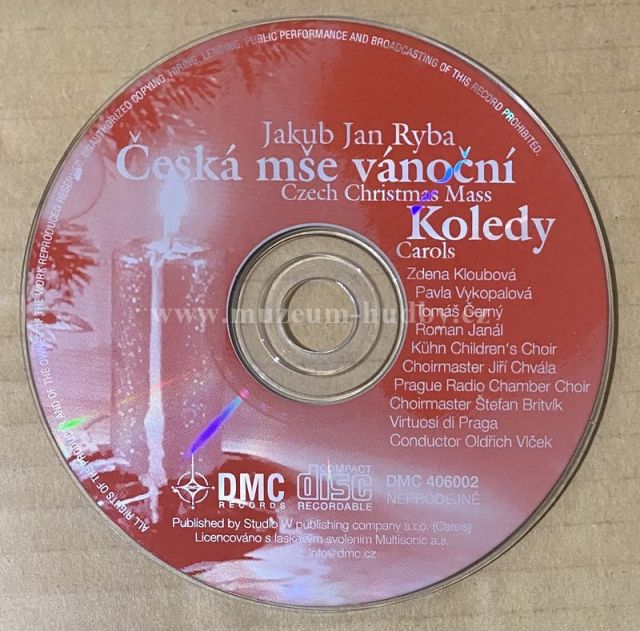 ALL RIGHTS OF THE PRODUCER AND OF THE OWNER OF THE WORK REPRODUCED RESERVED. UNAUTHORIZED COPYING, HIRING, LENDING, PUBLIC PERFORMANCE AND BROADCASTING OF THIS RECORD PROHIBITED.
Jakub Jan Ryba
Česká mše vánoční
Czech Christmas Mass
Koledy
Carols
Zdena Kloubová
Pavla Vykopalová
Tomáš Černý
Roman Janál
Kühn Children's Choir
Choirmaster Jiří Chvála
Prague Radio Chamber Choir
Choirmaster Štefan Britvík
Virtuosi di Praga
Conductor Oldřich Vlček
www.muzeum-hudby.cz
DMC
RECORDS
COMPACT
disc
RECORDABLE
DMC 406002
NEPRODEJNÉ
Published by Studio W publishing company s.r.o. (Carols)
Licencováno s laskavým svolením Multisonic a.s.
e-mail: info@dmc.cz